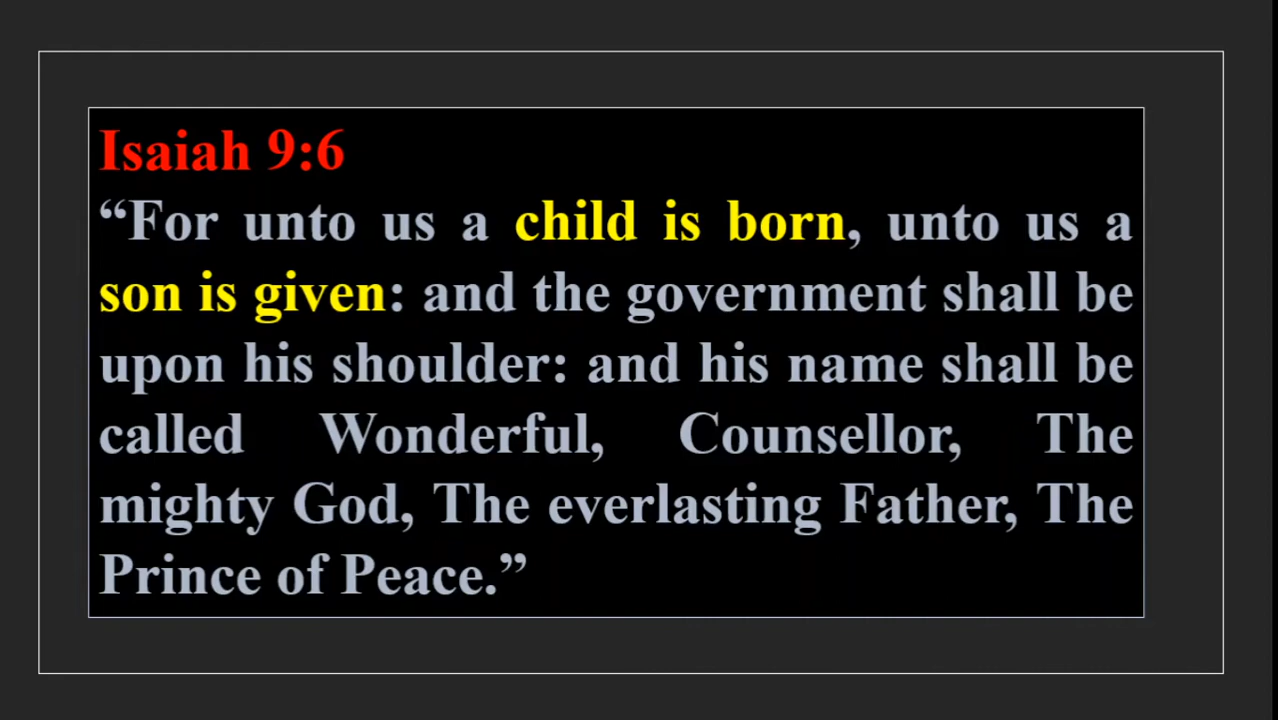 Isaiah 9:6
“For unto us a child is born, unto us a
son is given: and the government shall be
upon his shoulder: and his name shall be
called Wonderful, Counsellor, The
mighty God, The everlasting Father, The
Prince of Peace.”